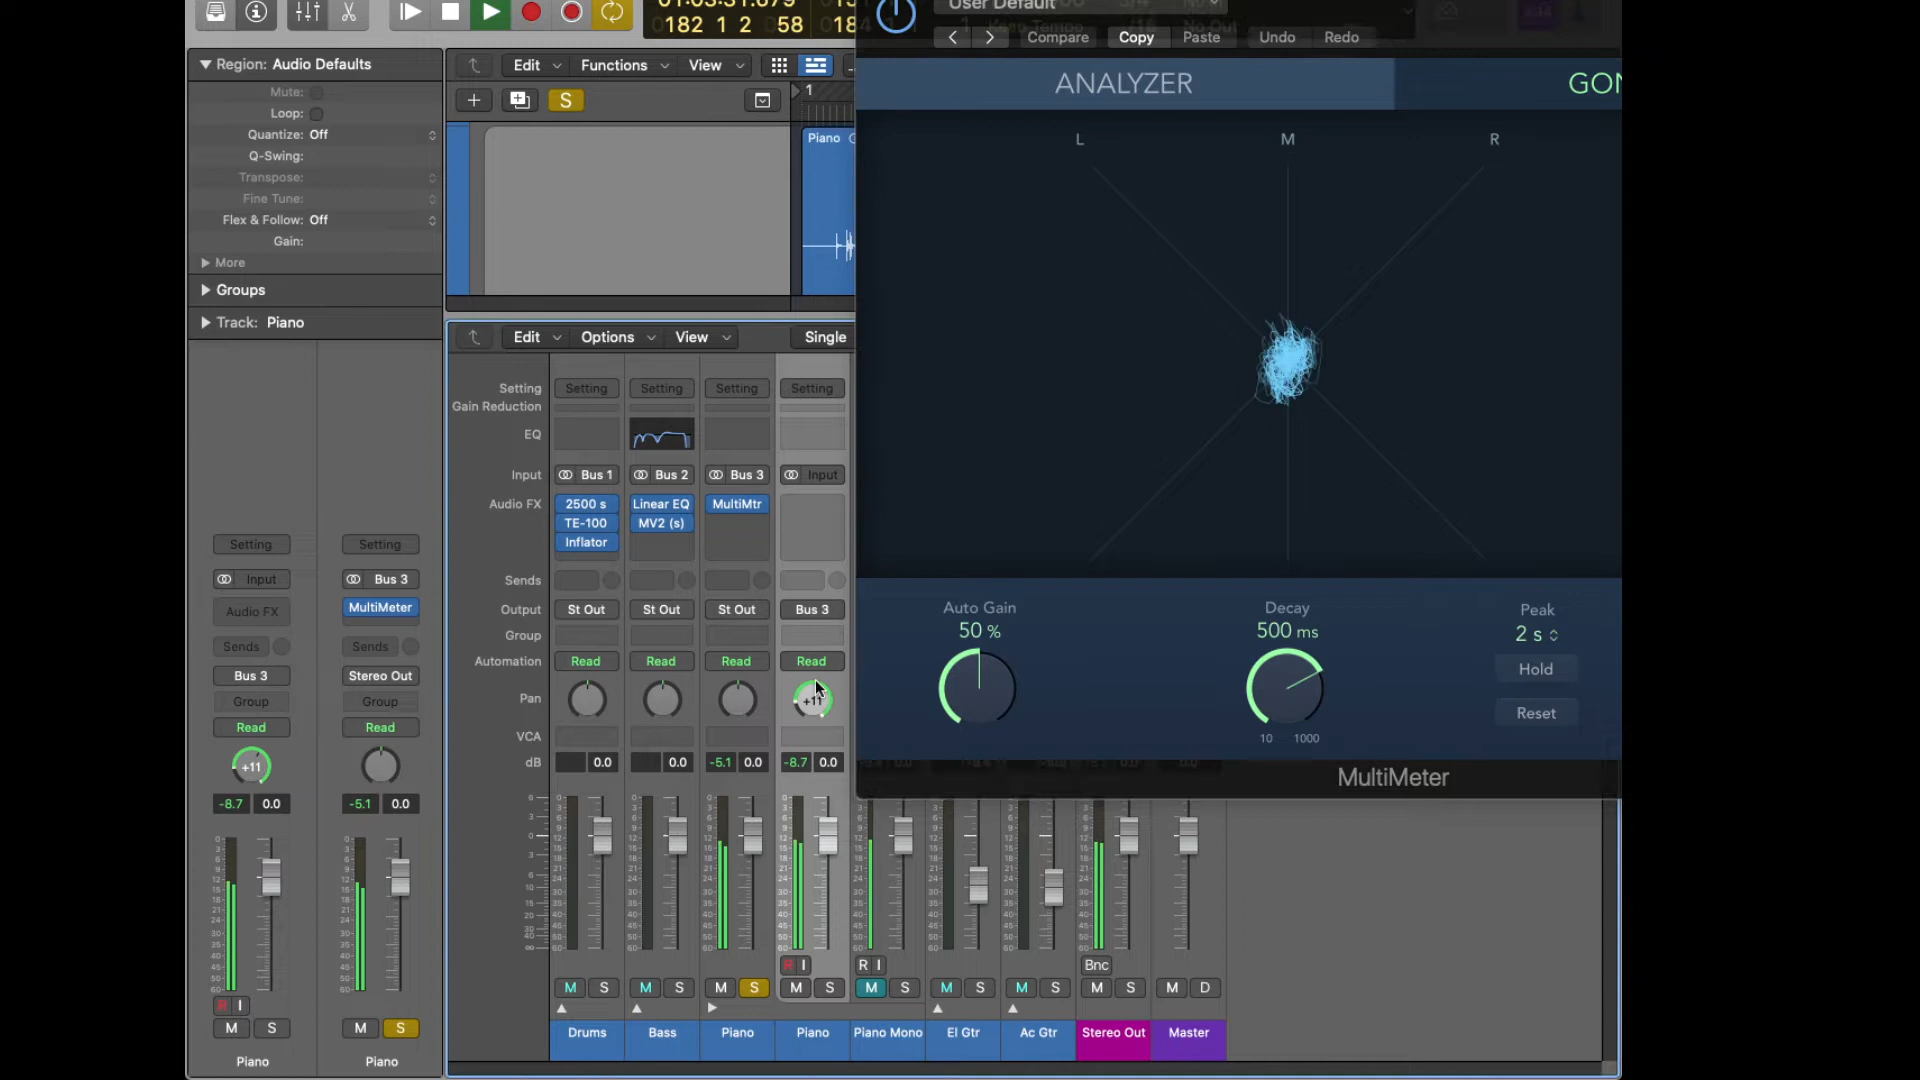 182 1 2 58
User Default
Compare
Copy
Paste
Undo
Redo
Region: Audio Defaults
Mute:
Loop:
Quantize: Off
Q-Swing:
Transpose:
Fine Tune:
Flex & Follow: Off
Gain:
More
Groups
Track: Piano
Edit
Functions
View
S
1
Piano
ANALYZER
GON
L
M
R
Edit
Options
View
Single
Setting
Setting
Setting
Setting
Setting
Gain Reduction
EQ
Input
Bus 1
Bus 2
Bus 3
Input
Audio FX
2500 s
Linear EQ
MultiMtr
TE-100
MV2 (s)
Inflator
Sends
Output
St Out
St Out
St Out
Bus 3
Group
Automation
Read
Read
Read
Read
Pan
+11
VCA
dB
0.0
0.0
-5.1
0.0
-8.7
0.0
Setting
Setting
Input
Bus 3
Audio FX
MultiMeter
Sends
Sends
Bus 3
Stereo Out
Group
Group
Read
Read
+11
-8.7
0.0
-5.1
0.0
R I
M
S
M
S
Piano
Piano
Auto Gain
50 %
Decay
500 ms
10
1000
Peak
2 s
Hold
Reset
MultiMeter
R I
R I
Bnc
M S
M S
M S
M S
M S
M S
M S
M S
M D
Drums
Bass
Piano
Piano
Piano Mono
El Gtr
Ac Gtr
Stereo Out
Master